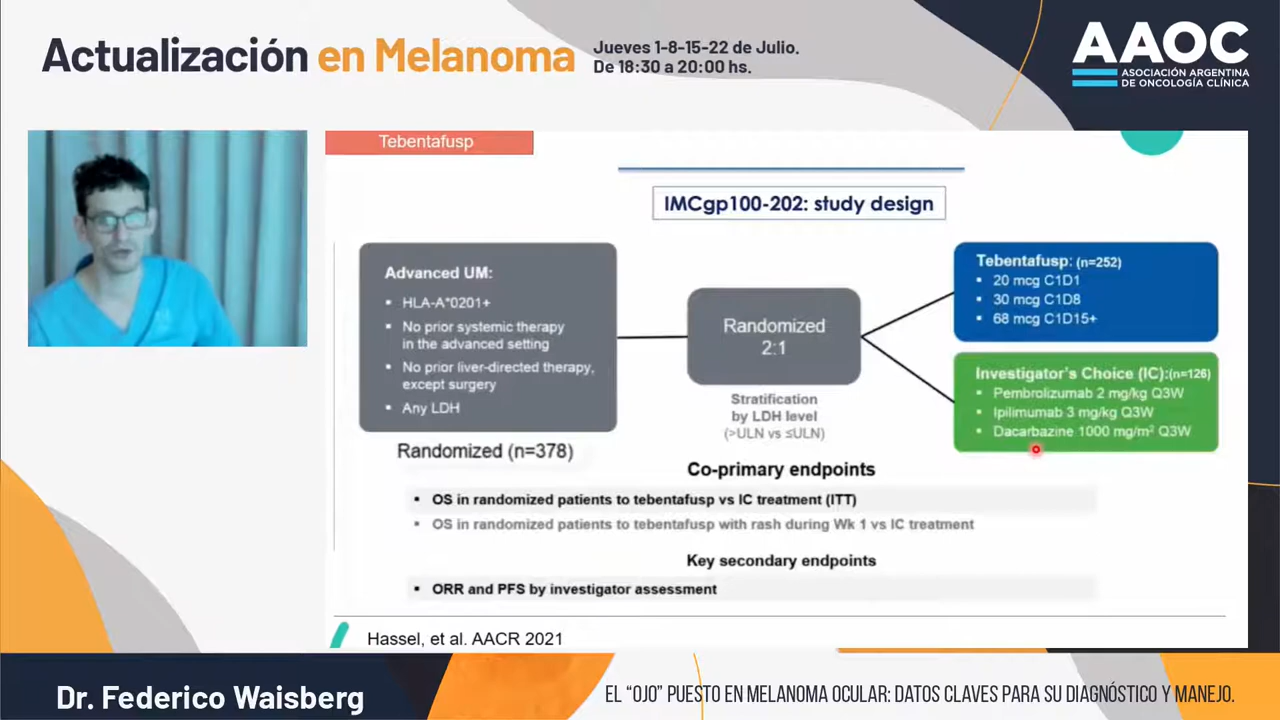 Actualización en Melanoma
Jueves 1-8-15-22 de Julio.
De 18:30 a 20:00 hs.
AAOC
ASOCIACIÓN ARGENTINA
DE ONCOLOGÍA CLÍNICA
Tebentafusp
IMCgp100-202: study design
Advanced UM:
▪ HLA-A*0201+
▪ No prior systemic therapy
in the advanced setting
▪ No prior liver-directed therapy,
except surgery
▪ Any LDH
Randomized (n=378)
Randomized
2:1
Stratification
by LDH level
(>ULN vs ≤ULN)
Tebentafusp: (n=252)
▪ 20 mcg C1D1
▪ 30 mcg C1D8
▪ 68 mcg C1D15+
Investigator's Choice (IC):(n=126)
▪ Pembrolizumab 2 mg/kg Q3W
▪ Ipilimumab 3 mg/kg Q3W
▪ Dacarbazine 1000 mg/m² Q3W
Co-primary endpoints
▪ OS in randomized patients to tebentafusp vs IC treatment (ITT)
▪ OS in randomized patients to tebentafusp with rash during Wk 1 vs IC treatment
Key secondary endpoints
▪ ORR and PFS by investigator assessment
Hassel, et al. AACR 2021
Dr. Federico Waisberg
EL “OJO” PUESTO EN MELANOMA OCULAR: DATOS CLAVES PARA SU DIAGNÓSTICO Y MANEJO.